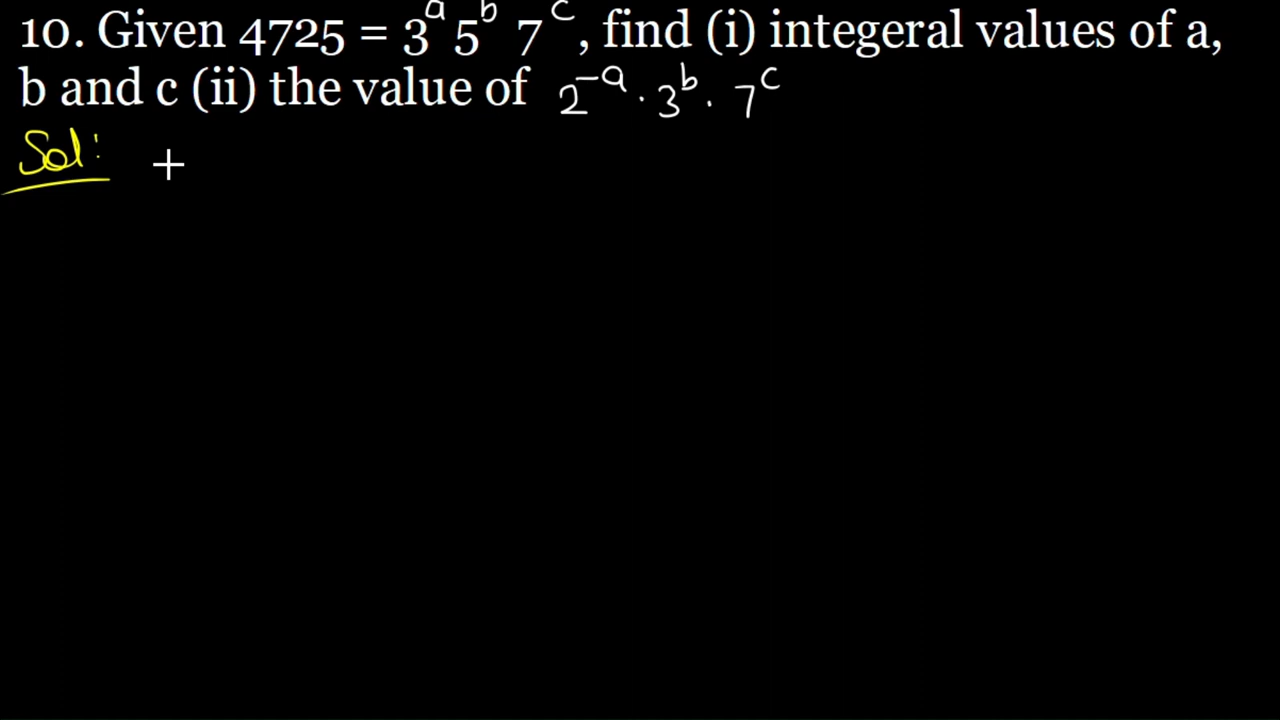 10. Given 4725 = 3^a 5^b 7^c, find (i) integeral values of a,
b and c (ii) the value of 2^-a · 3^b · 7^c
Sol: